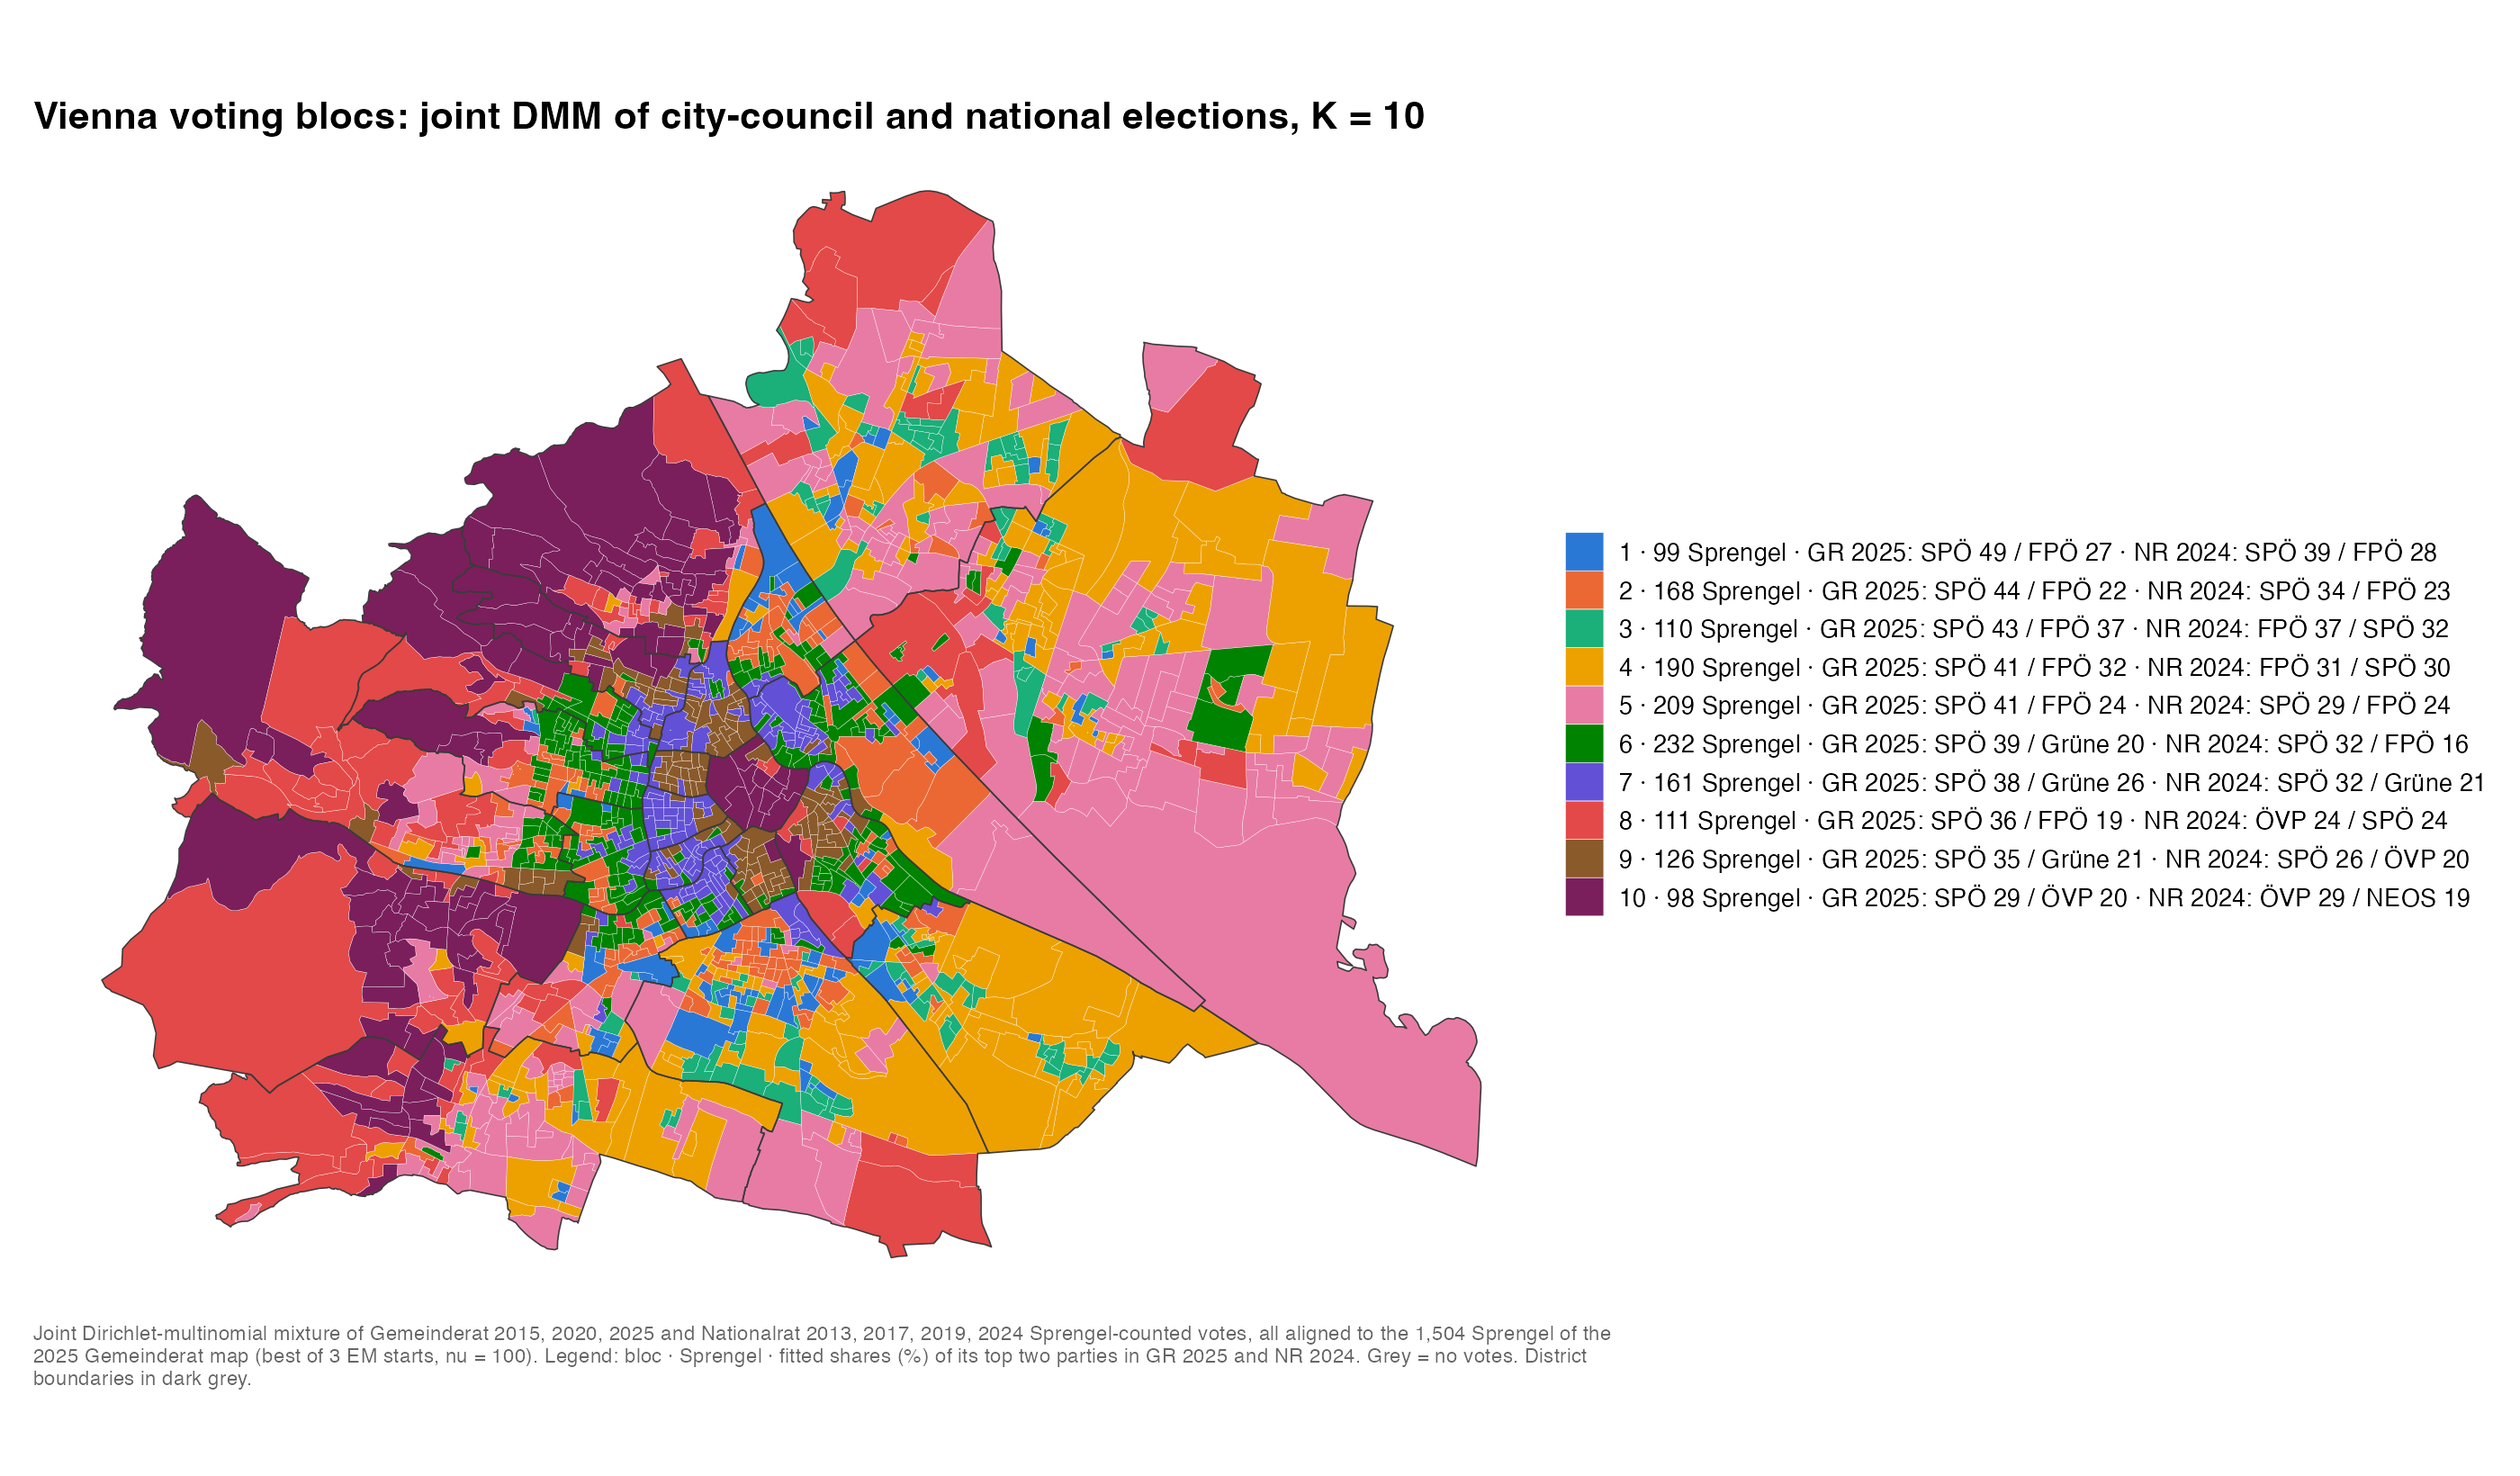 Vienna voting blocs: joint DMM of city-council and national elections, K = 10
1 · 99 Sprengel · GR 2025: SPÖ 49 / FPÖ 27 · NR 2024: SPÖ 39 / FPÖ 28
2 · 168 Sprengel · GR 2025: SPÖ 44 / FPÖ 22 · NR 2024: SPÖ 34 / FPÖ 23
3 · 110 Sprengel · GR 2025: SPÖ 43 / FPÖ 37 · NR 2024: FPÖ 37 / SPÖ 32
4 · 190 Sprengel · GR 2025: SPÖ 41 / FPÖ 32 · NR 2024: FPÖ 31 / SPÖ 30
5 · 209 Sprengel · GR 2025: SPÖ 41 / FPÖ 24 · NR 2024: SPÖ 29 / FPÖ 24
6 · 232 Sprengel · GR 2025: SPÖ 39 / Grüne 20 · NR 2024: SPÖ 32 / FPÖ 16
7 · 161 Sprengel · GR 2025: SPÖ 38 / Grüne 26 · NR 2024: SPÖ 32 / Grüne 21
8 · 111 Sprengel · GR 2025: SPÖ 36 / FPÖ 19 · NR 2024: ÖVP 24 / SPÖ 24
9 · 126 Sprengel · GR 2025: SPÖ 35 / Grüne 21 · NR 2024: SPÖ 26 / ÖVP 20
10 · 98 Sprengel · GR 2025: SPÖ 29 / ÖVP 20 · NR 2024: ÖVP 29 / NEOS 19
Joint Dirichlet-multinomial mixture of Gemeinderat 2015, 2020, 2025 and Nationalrat 2013, 2017, 2019, 2024 Sprengel-counted votes, all aligned to the 1,504 Sprengel of the
2025 Gemeinderat map (best of 3 EM starts, nu = 100). Legend: bloc · Sprengel · fitted shares (%) of its top two parties in GR 2025 and NR 2024. Grey = no votes. District
boundaries in dark grey.